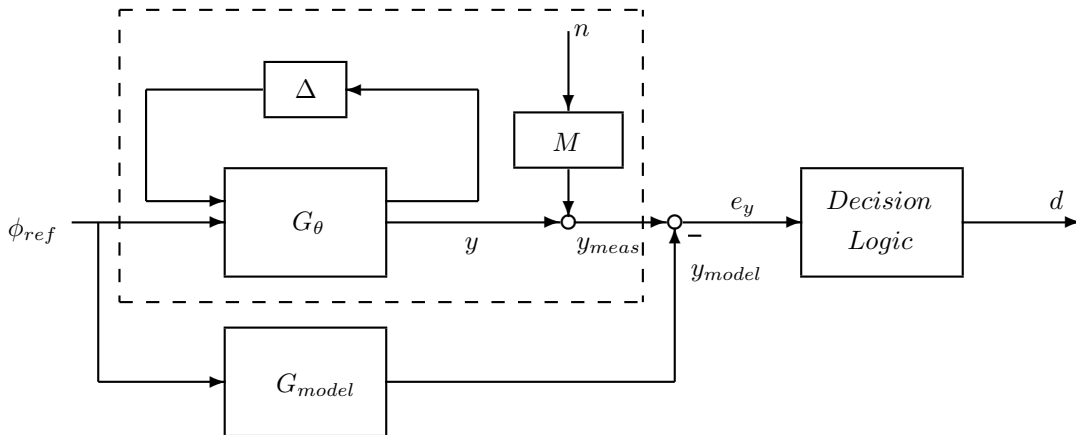 n
Δ
M
ϕ_ref
G_θ
y
y_meas
e_y
Decision
Logic
d
−
y_model
G_model